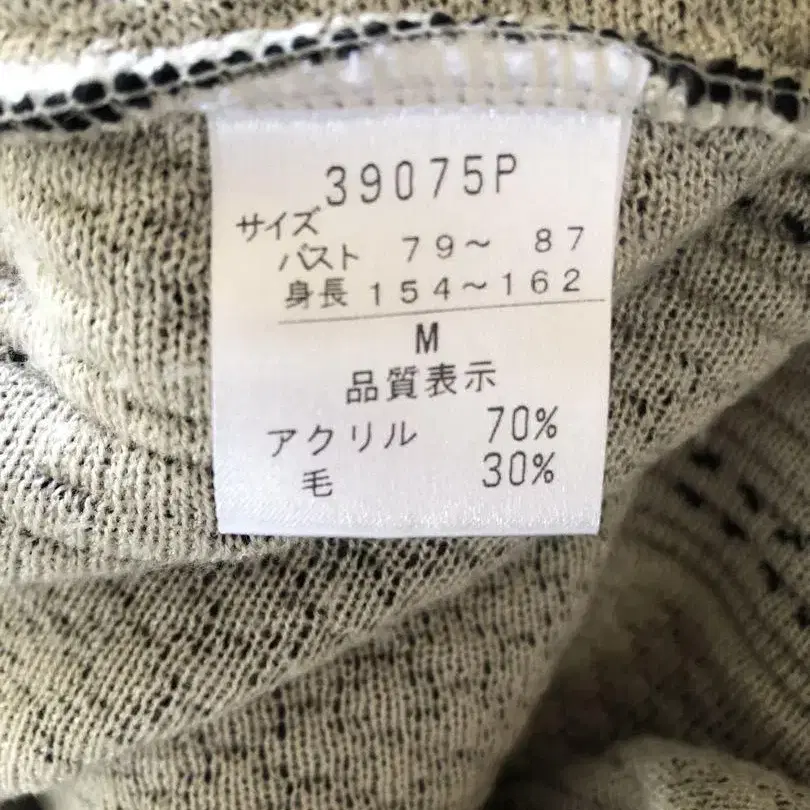 39075P
サイズ
バスト 79～ 87
身長 154～162
M
品質表示
アクリル 70%
毛 30%